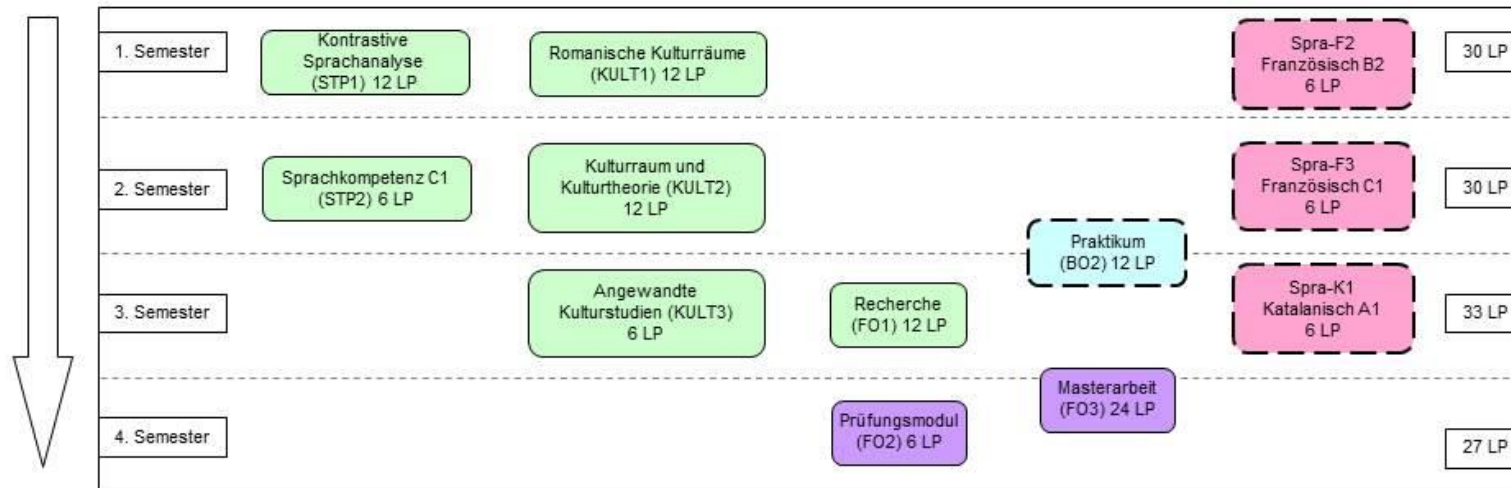 1. Semester
Kontrastive
Sprachanalyse
(STP1) 12 LP
Romanische Kulturräume
(KULT1) 12 LP
Spra-F2
Französisch B2
6 LP
30 LP
2. Semester
Sprachkompetenz C1
(STP2) 6 LP
Kulturraum und
Kulturtheorie (KULT2)
12 LP
Spra-F3
Französisch C1
6 LP
30 LP
Praktikum
(BO2) 12 LP
3. Semester
Angewandte
Kulturstudien (KULT3)
6 LP
Recherche
(FO1) 12 LP
Spra-K1
Katalanisch A1
6 LP
33 LP
Masterarbeit
(FO3) 24 LP
4. Semester
Prüfungsmodul
(FO2) 6 LP
27 LP